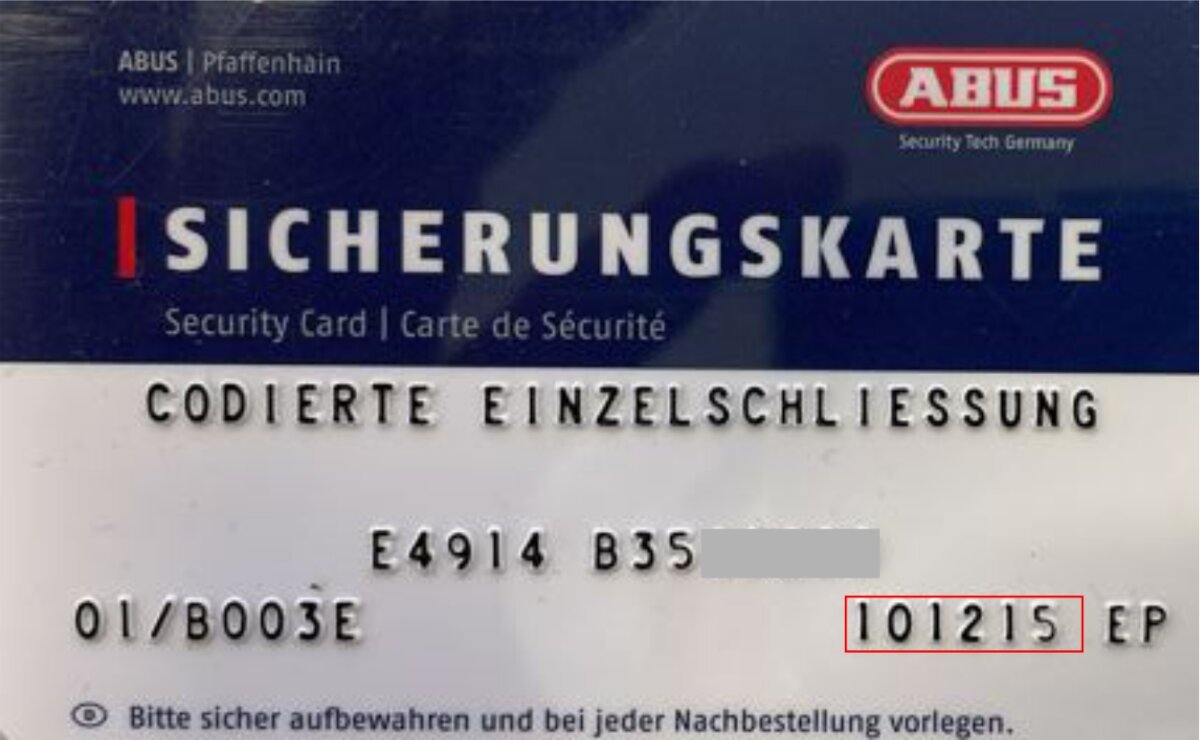 ABUS | Pfaffenhain
www.abus.com
ABUS
Security Tech Germany
SICHERUNGSKARTE
Security Card | Carte de Sécurité
CODIERTE EINZELSCHLIESSUNG
E4914 B35
01/B003E 101215 EP
Bitte sicher aufbewahren und bei jeder Nachbestellung vorlegen.